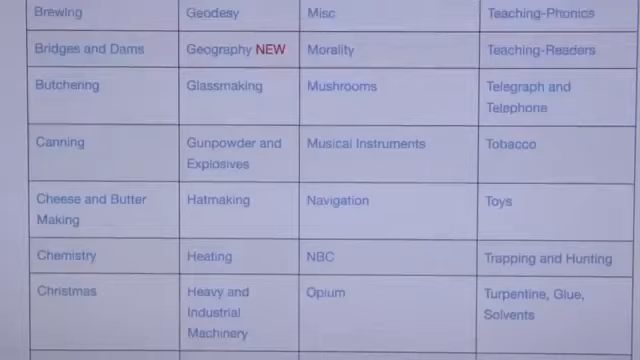 Brewing Geodesy Misc Teaching-Phonics
Bridges and Dams Geography NEW Morality Teaching-Readers
Butchering Glassmaking Mushrooms Telegraph and
Telephone
Canning Gunpowder and Musical Instruments Tobacco
Explosives
Cheese and Butter Hatmaking Navigation Toys
Making
Chemistry Heating NBC Trapping and Hunting
Christmas Heavy and Opium Turpentine, Glue,
Industrial Solvents
Machinery